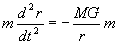 m d²r/dt² = −MG/r m